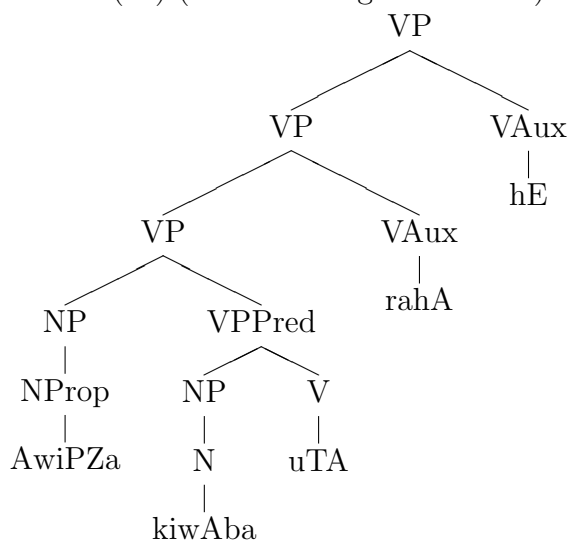 VP
VP VAux
hE
VP VAux
rahA
NP VPPred
NProp NP V
AwiPZa N uTA
kiwAba